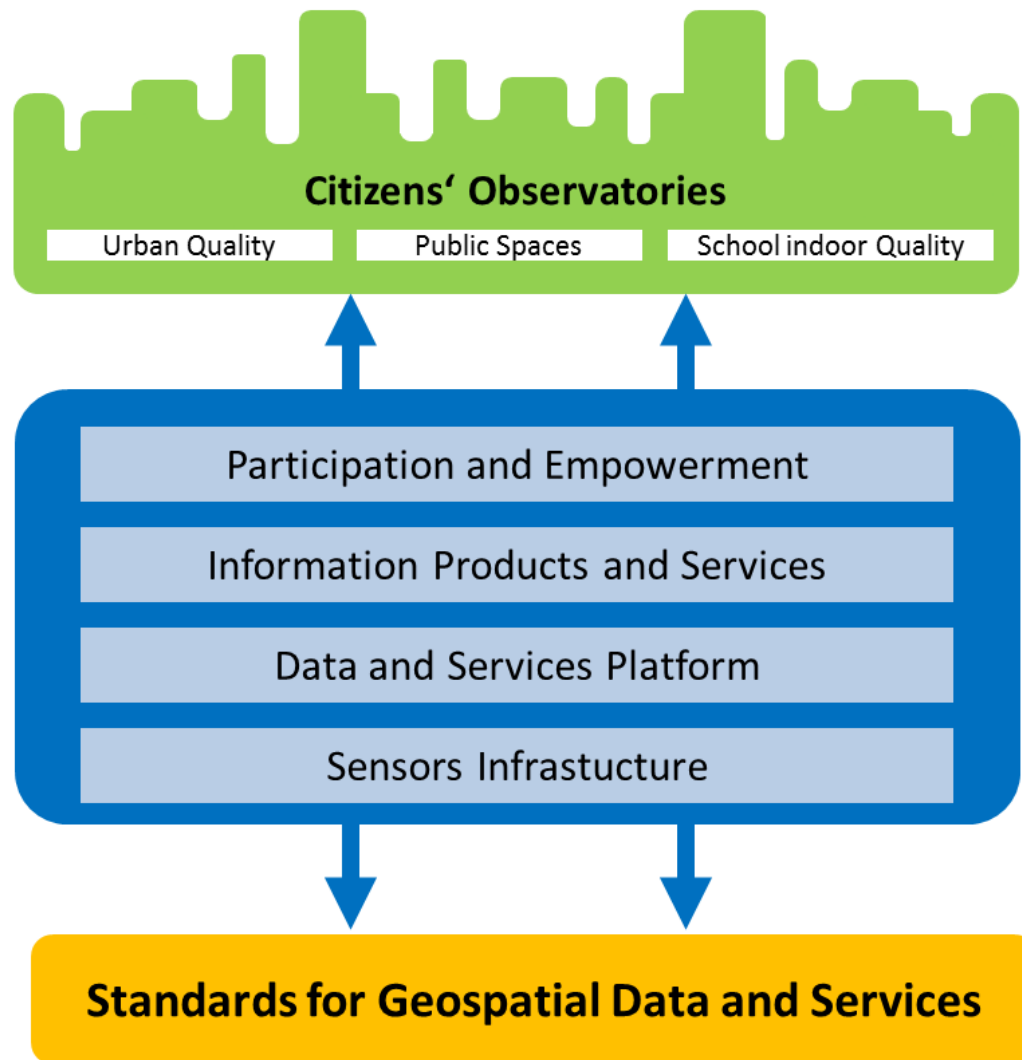 Citizens‘ Observatories
Urban Quality
Public Spaces
School indoor Quality
Participation and Empowerment
Information Products and Services
Data and Services Platform
Sensors Infrastucture
Standards for Geospatial Data and Services